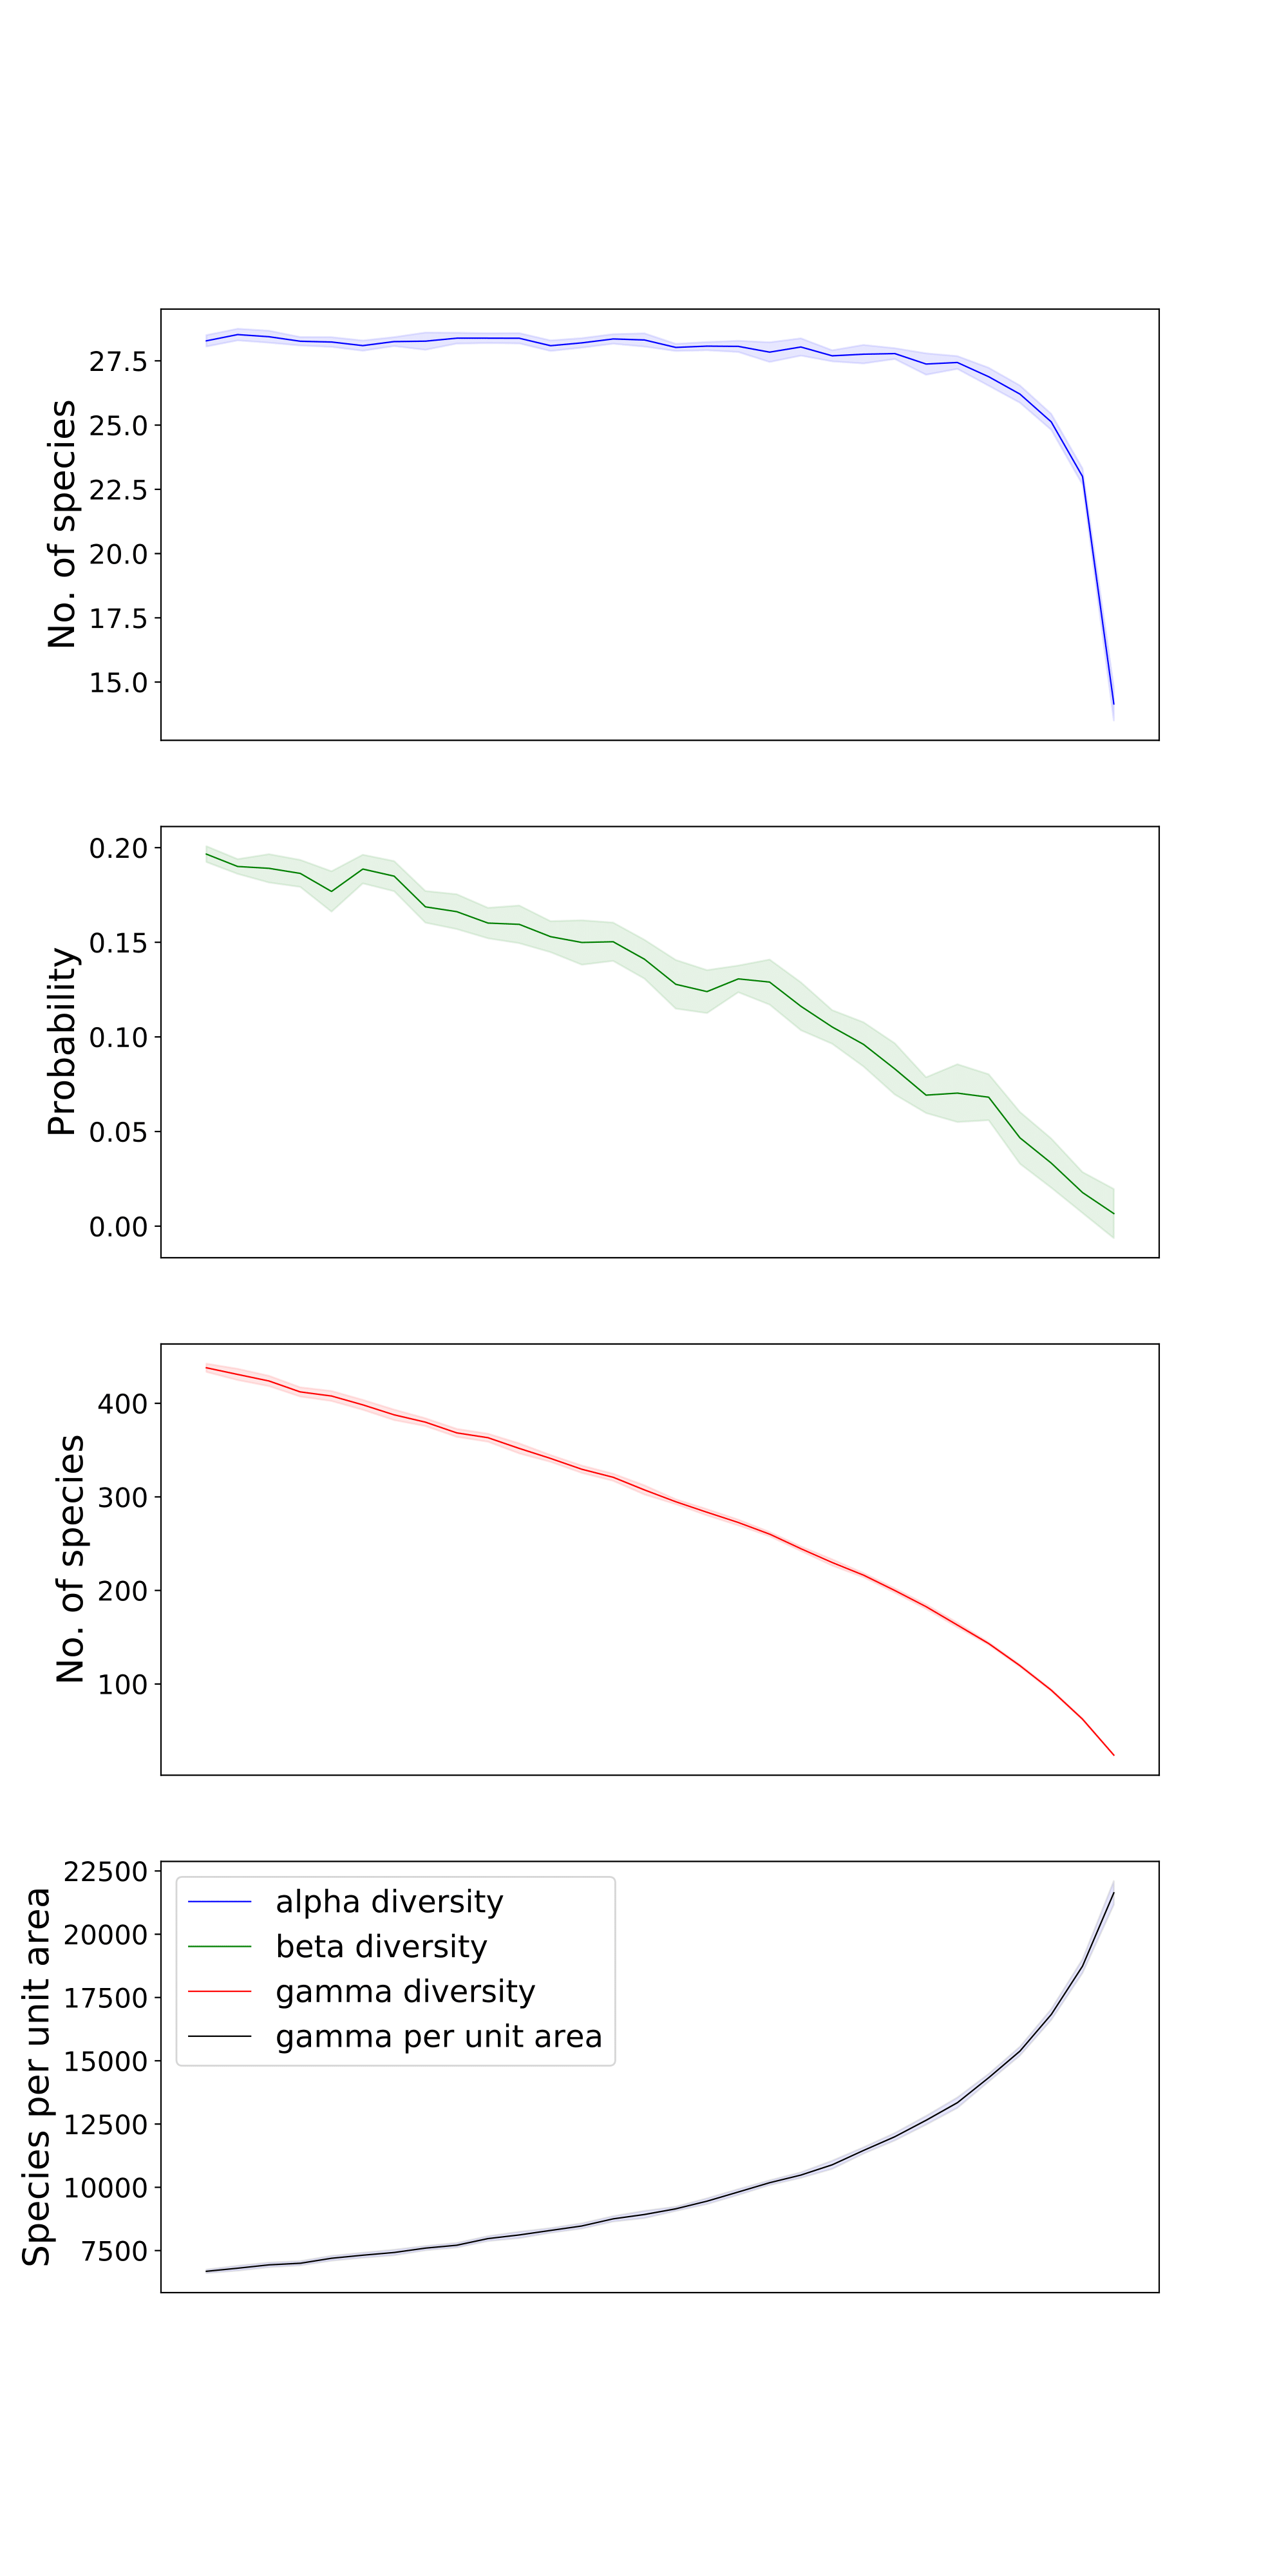 27.5
25.0
22.5
20.0
17.5
15.0
No. of species
0.20
0.15
0.10
0.05
0.00
Probability
400
300
200
100
No. of species
22500
20000
17500
15000
12500
10000
7500
Species per unit area
alpha diversity
beta diversity
gamma diversity
gamma per unit area